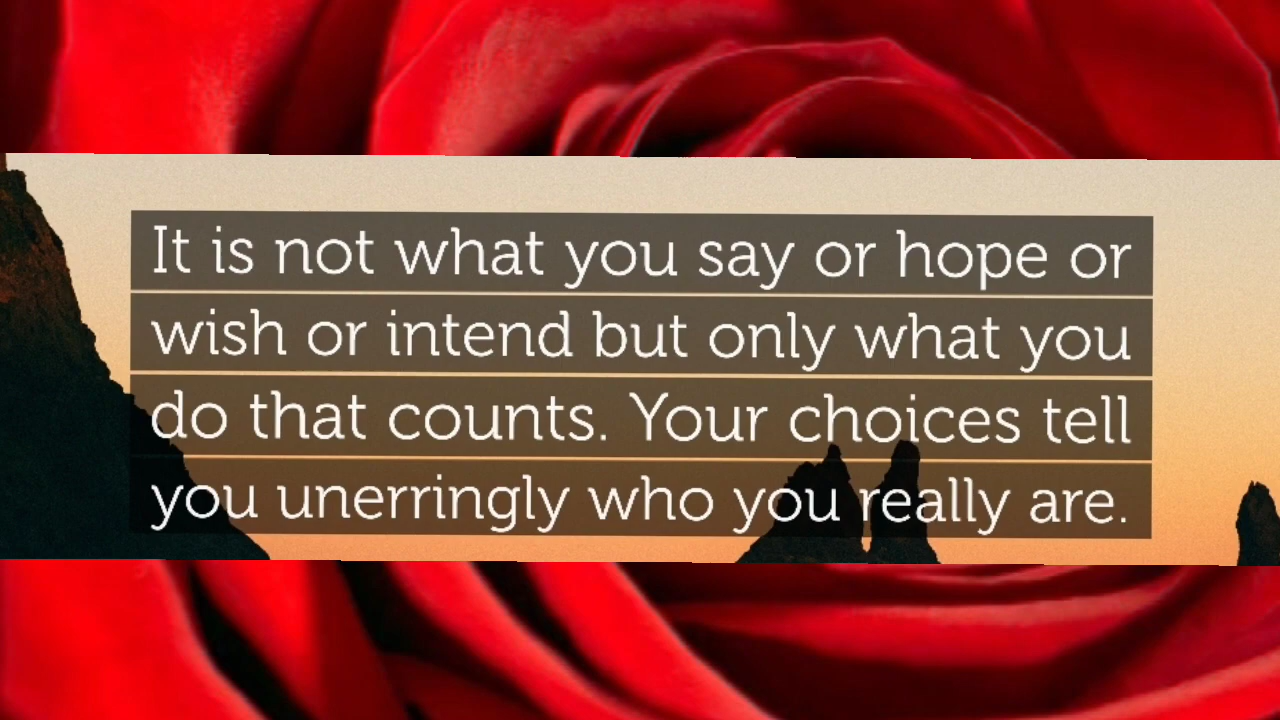 It is not what you say or hope or
wish or intend but only what you
do that counts. Your choices tell
you unerringly who you really are.